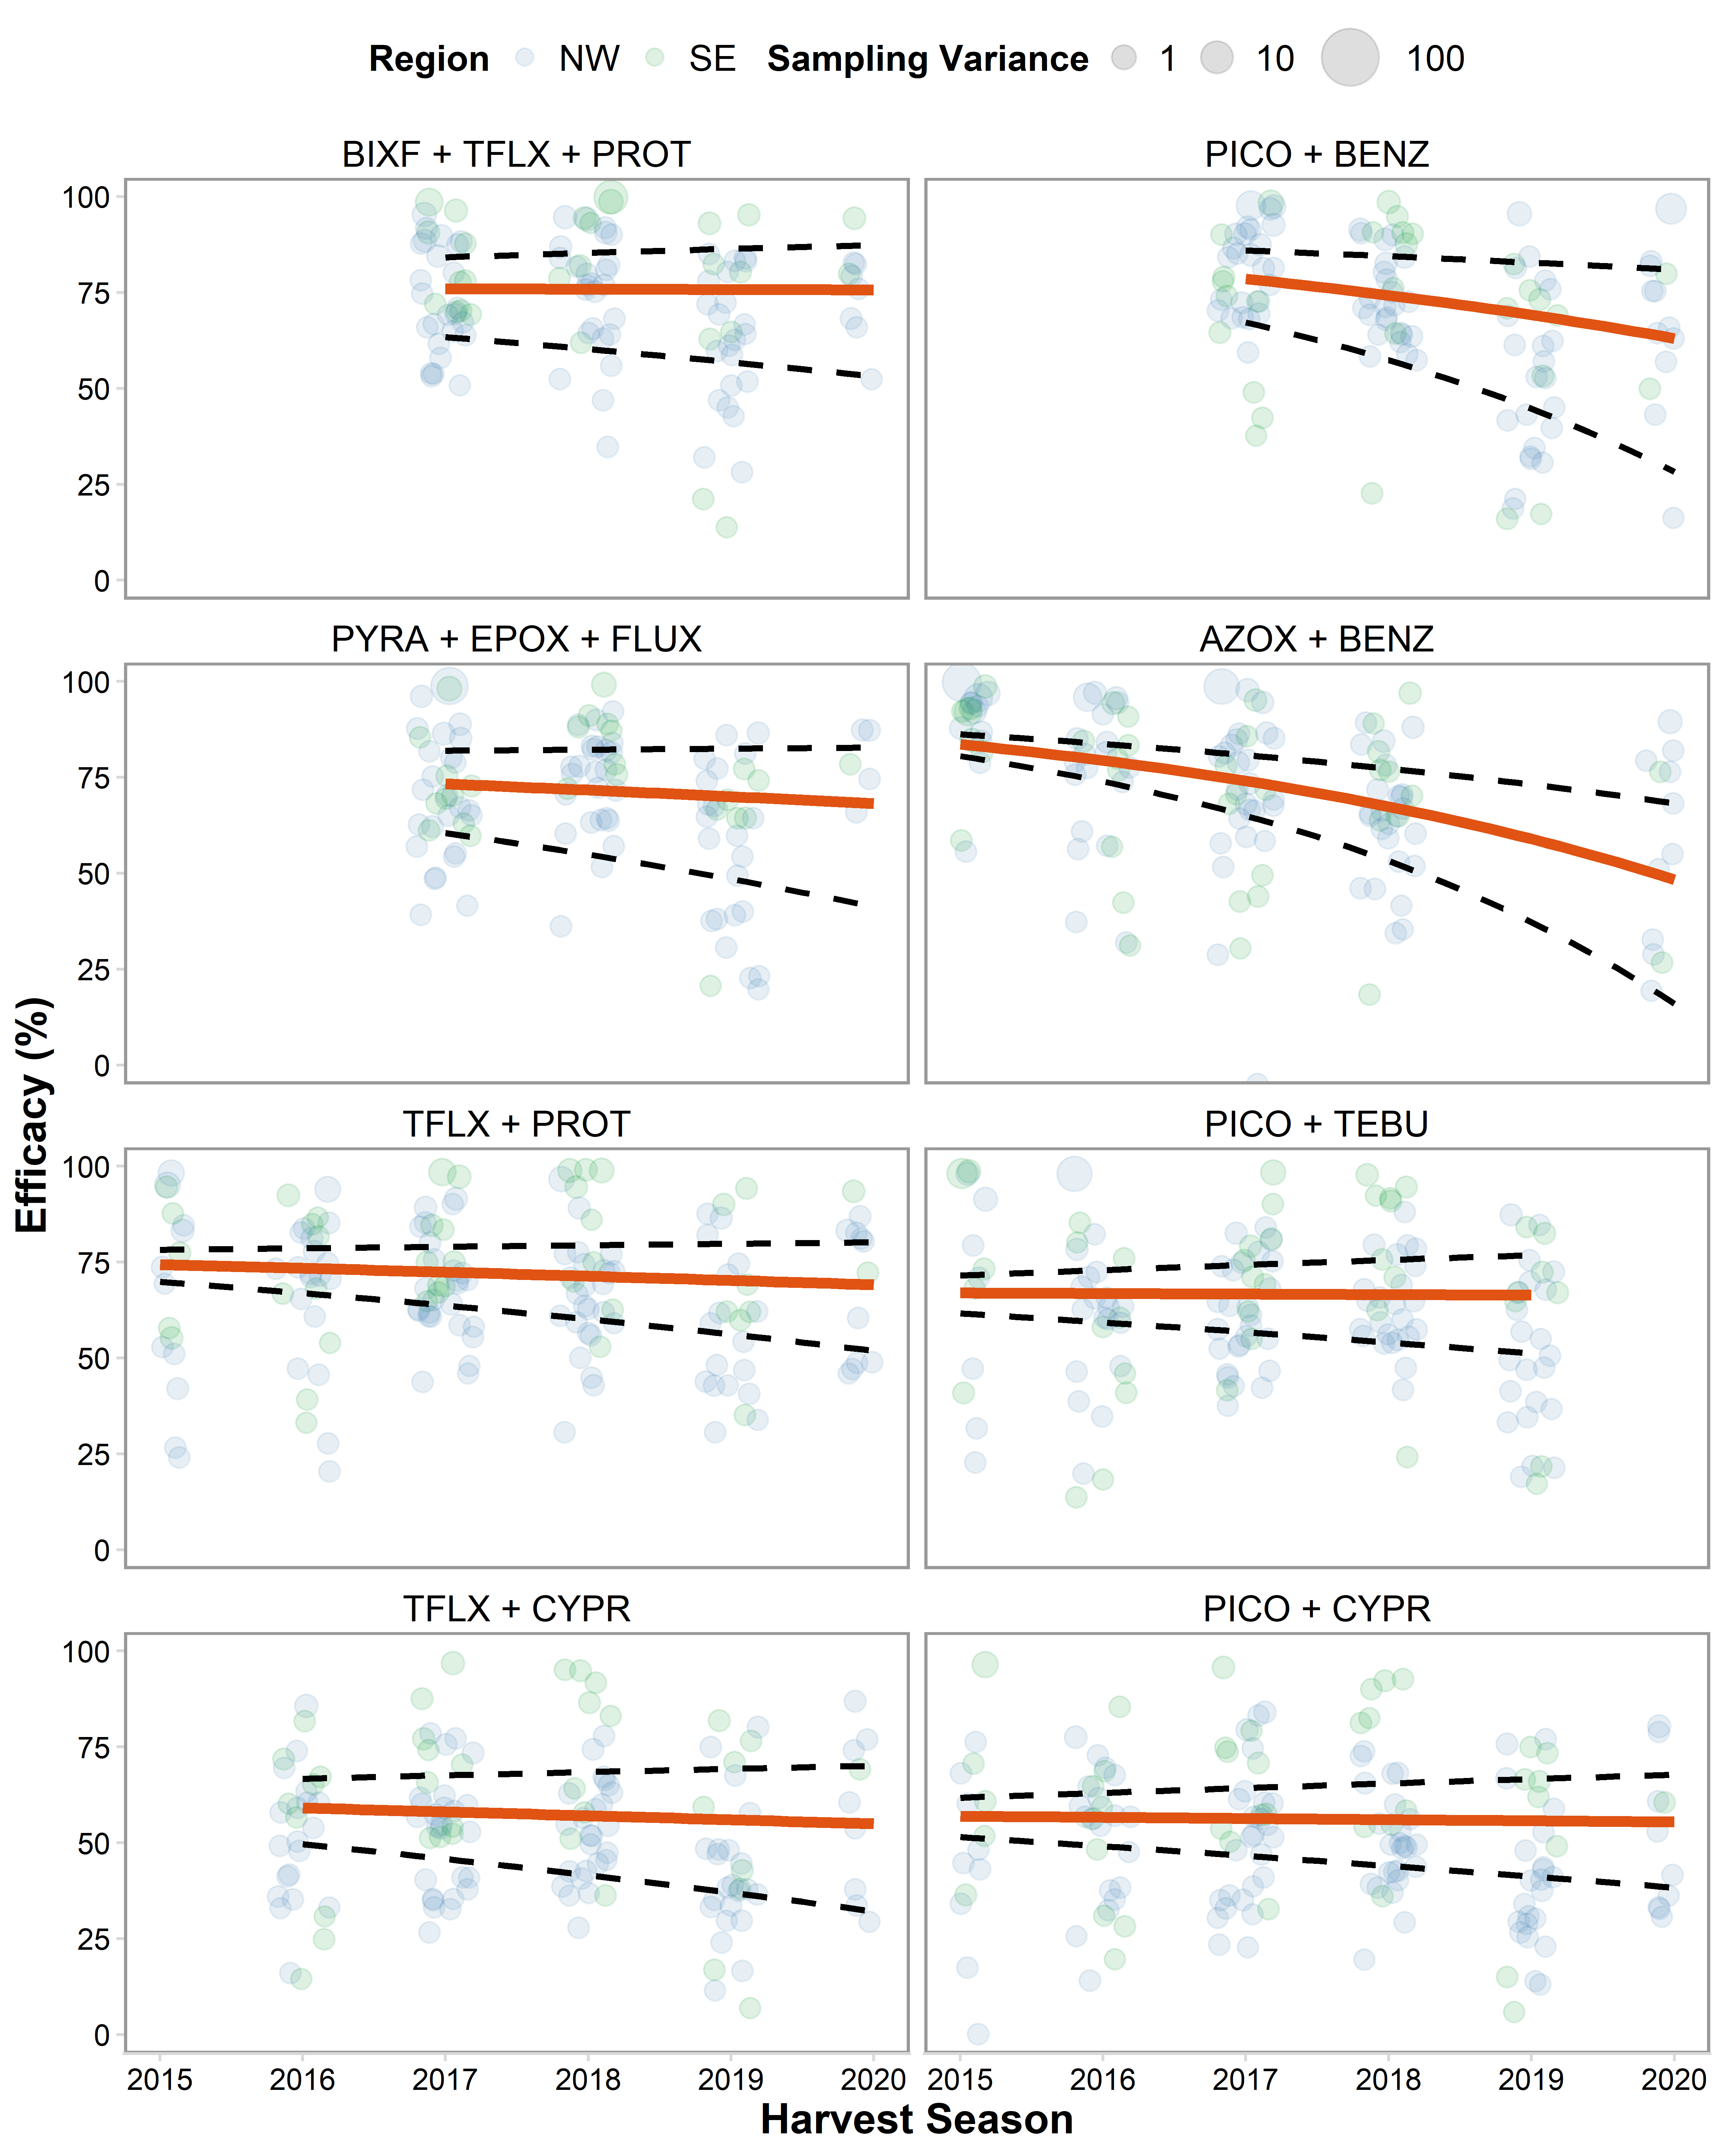 Region NW SE Sampling Variance 1 10 100
BIXF + TFLX + PROT
PICO + BENZ
100
75
50
25
0
PYRA + EPOX + FLUX
AZOX + BENZ
100
75
50
25
0
Efficacy (%)
TFLX + PROT
PICO + TEBU
100
75
50
25
0
TFLX + CYPR
PICO + CYPR
100
75
50
25
0
2015 2016 2017 2018 2019 2020
2015 2016 2017 2018 2019 2020
Harvest Season